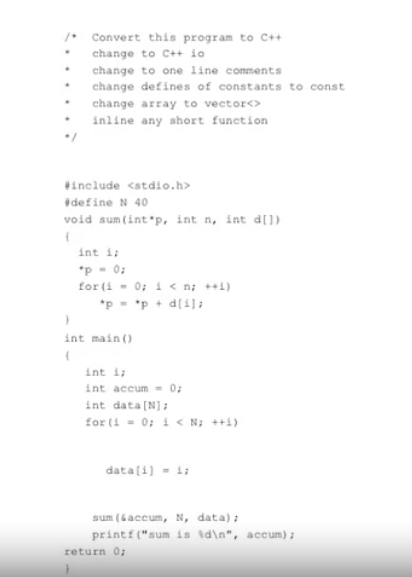 /* Convert this program to C++
* change to C++ io
* change to one line comments
* change defines of constants to const
* change array to vector<>
* inline any short function
*/
#include <stdio.h>
#define N 40
void sum(int*p, int n, int d[])
{
int i;
*p = 0;
for(i = 0; i < n; ++i)
*p = *p + d[i];
}
int main()
{
int i;
int accum = 0;
int data[N];
for(i = 0; i < N; ++i)
data[i] = i;
sum(&accum, N, data);
printf("sum is %d\n", accum);
return 0;
}